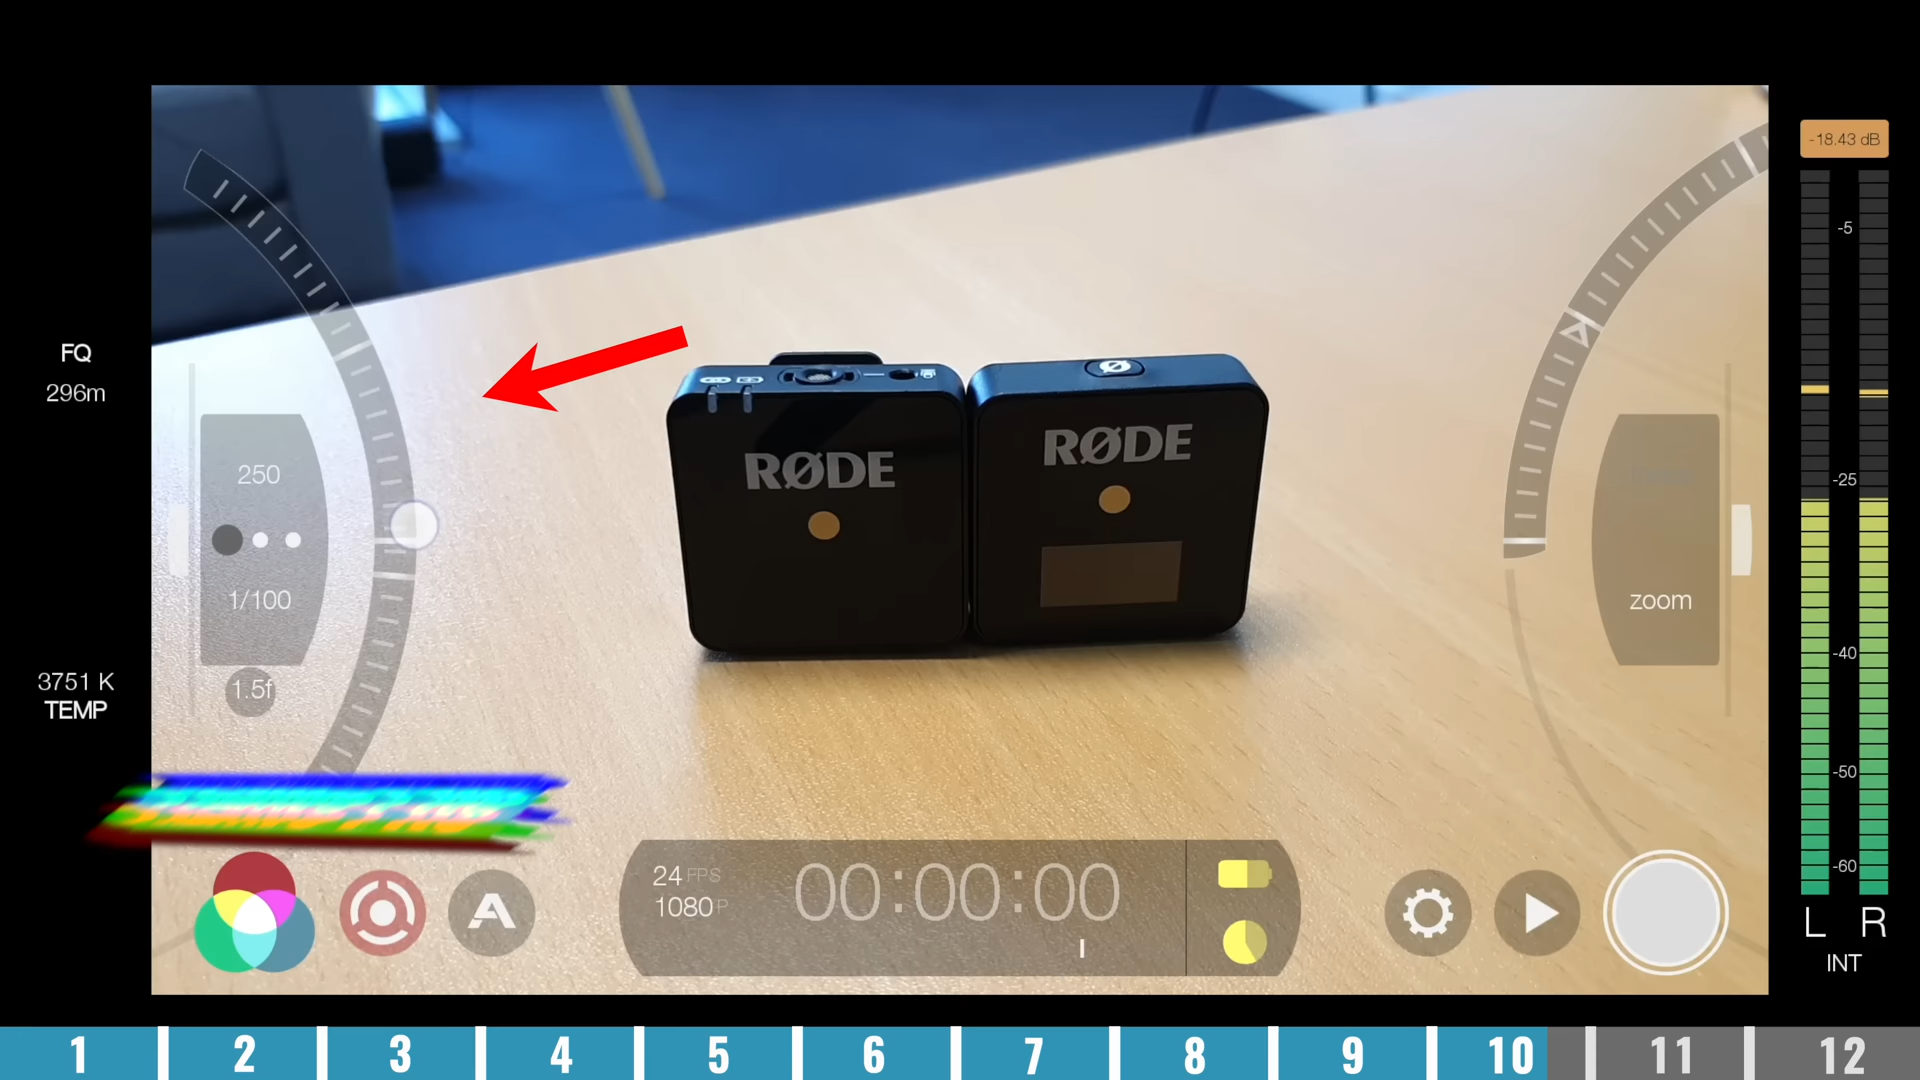 -18.43 dB
-5
FQ
296m
RØDE
RØDE
250
-25
1/100
zoom
-40
3751 K
TEMP
1.5f
-50
24 FPS
1080P
00:00:00
A
-60
L R
INT
1 2 3 4 5 6 7 8 9 10 11 12